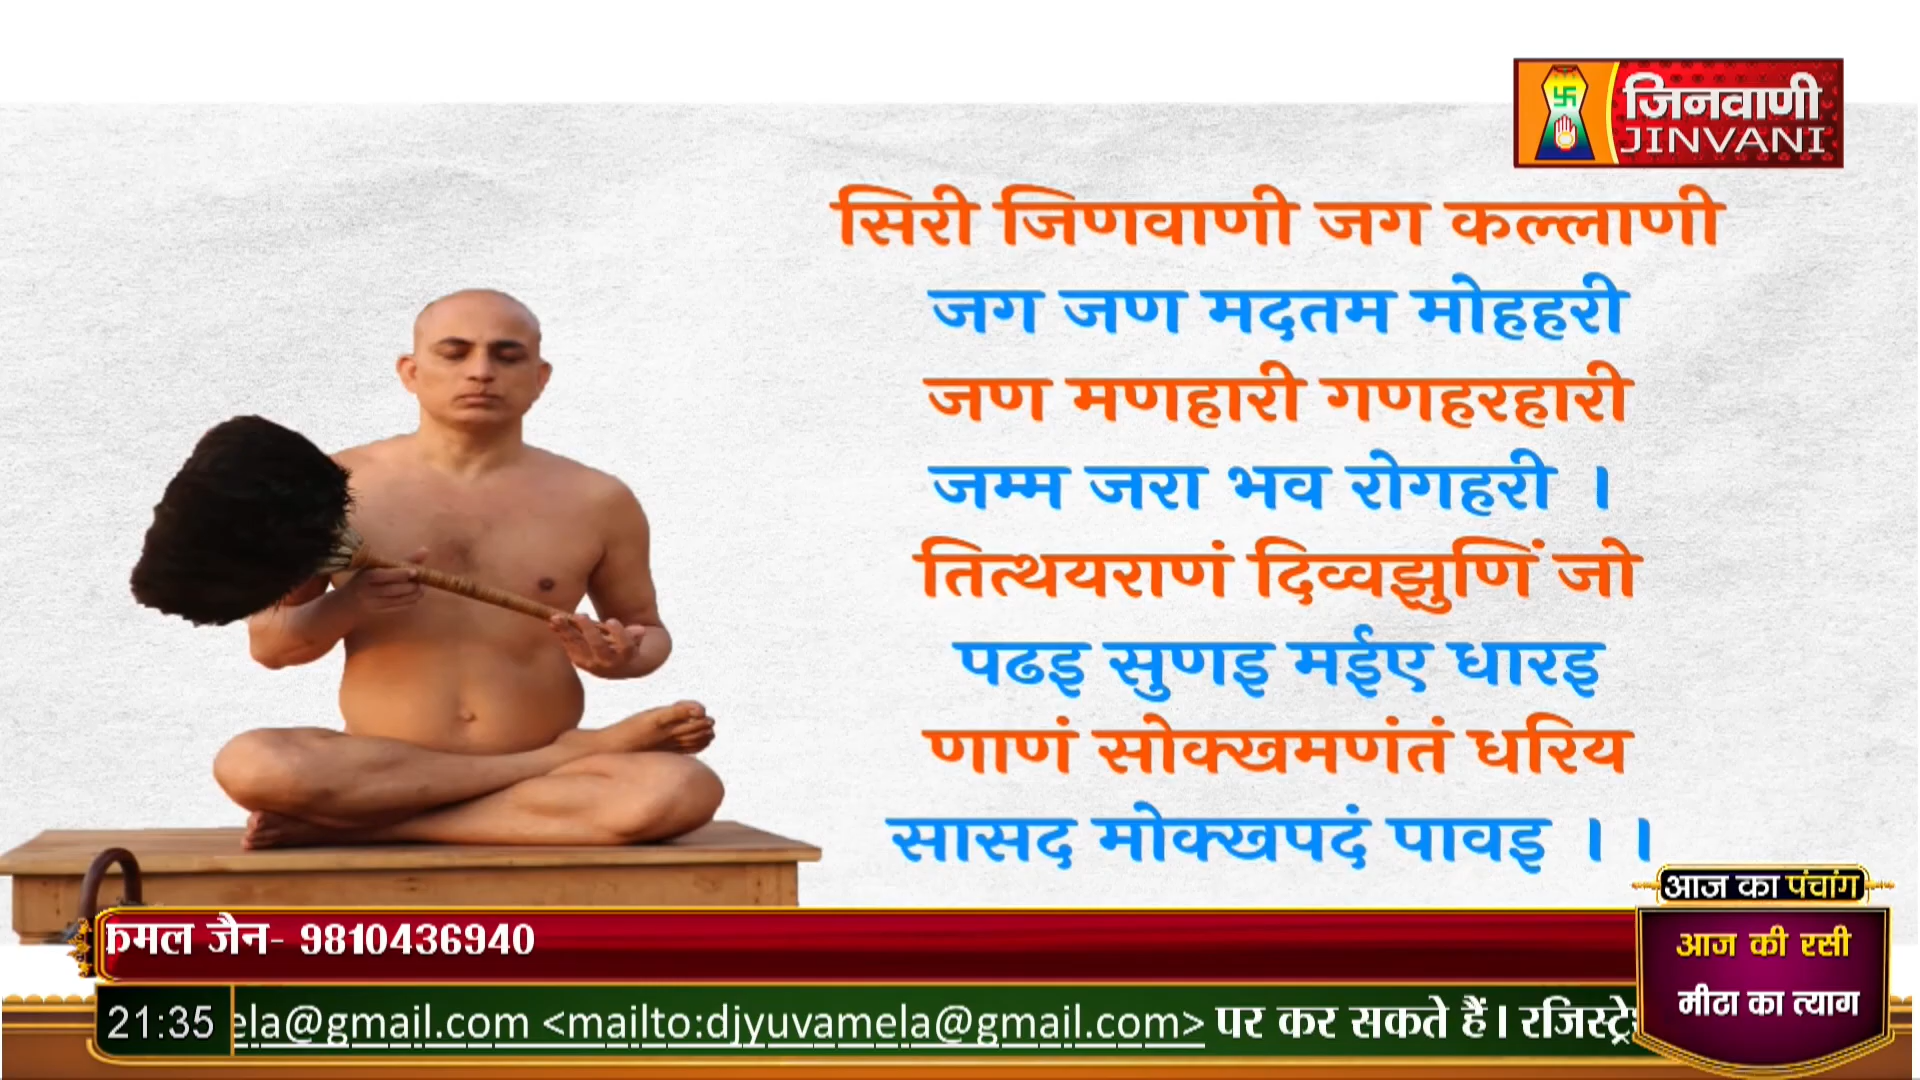 जिनवाणी
JINVANI
सिरी जिणवाणी जग कल्लाणी
जग जण मदतम मोहहरी
जण मणहारी गणहरहारी
जम्म जरा भव रोगहरी ।
तित्थयराणं दिव्वझुणिं जो
पढइ सुणइ मईए धारइ
णाणं सोक्खमणंतं धरिय
सासद मोक्खपदं पावइ ।।
आज का पंचांग
कमल जैन- 9810436940
आज की रसी
मीठा का त्याग
21:35 ela@gmail.com <mailto:djyuvamela@gmail.com> पर कर सकते हैं। रजिस्ट्रे